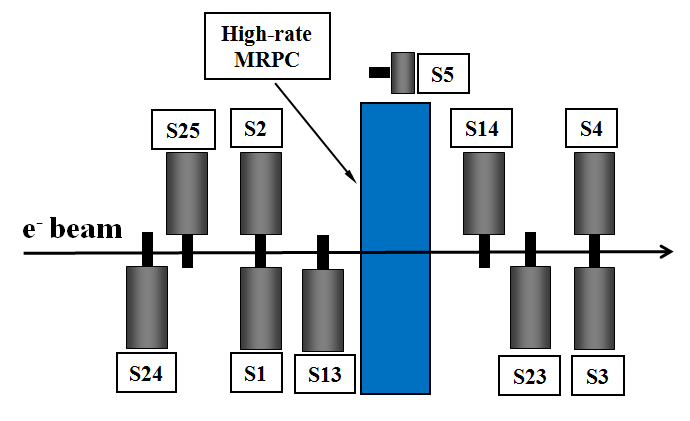 High-rate
MRPC
S5
S25
S2
S14
S4
e- beam
S24
S1
S13
S23
S3